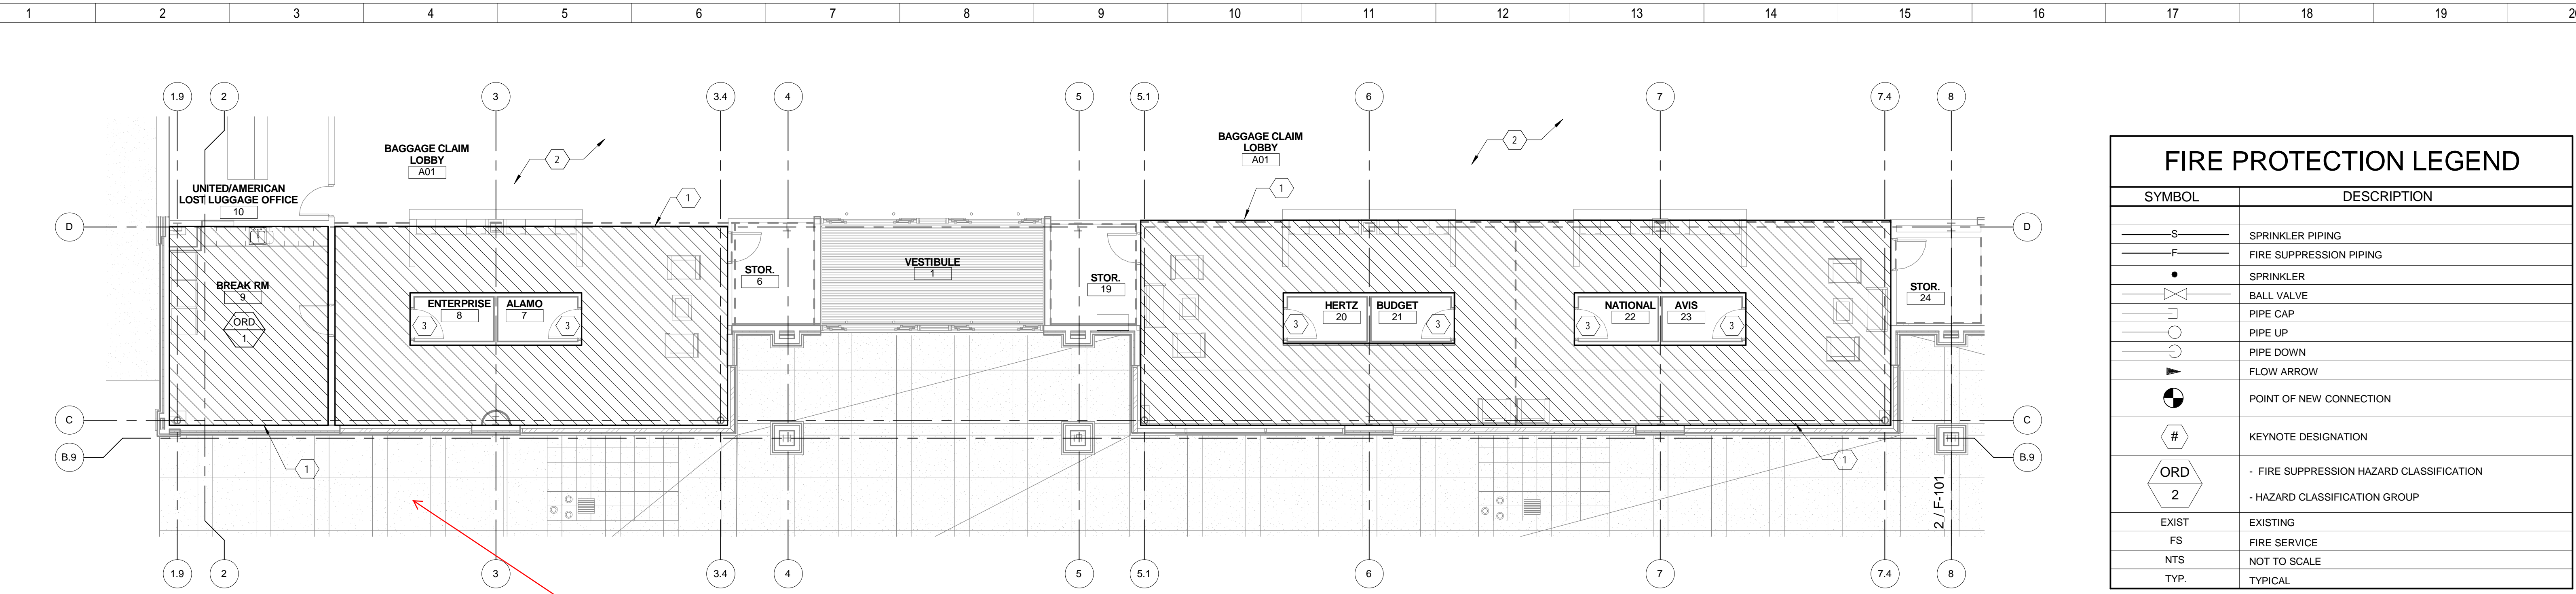 1 2 3 4 5 6 7 8 9 10 11 12 13 14 15 16 17 18 19 20
1.9 2 3 3.4 4 5 5.1 6 7 7.4 8
BAGGAGE CLAIM
LOBBY
A01
2
BAGGAGE CLAIM
LOBBY
A01
2
UNITED/AMERICAN
LOST LUGGAGE OFFICE
10
1
1
D
D
BREAK RM
9
ORD
1
ENTERPRISE
8
ALAMO
7
3
3
STOR.
6
VESTIBULE
1
STOR.
19
HERTZ
20
BUDGET
21
3
3
NATIONAL
22
AVIS
23
3
3
STOR.
24
C
C
B.9
B.9
1
1
2 / F-101
1.9 2 3 3.4 4 5 5.1 6 7 7.4 8
FIRE PROTECTION LEGEND
SYMBOL DESCRIPTION
S SPRINKLER PIPING
F FIRE SUPPRESSION PIPING
SPRINKLER
BALL VALVE
PIPE CAP
PIPE UP
PIPE DOWN
FLOW ARROW
POINT OF NEW CONNECTION
# KEYNOTE DESIGNATION
ORD - FIRE SUPPRESSION HAZARD CLASSIFICATION
2 - HAZARD CLASSIFICATION GROUP
EXIST EXISTING
FS FIRE SERVICE
NTS NOT TO SCALE
TYP. TYPICAL